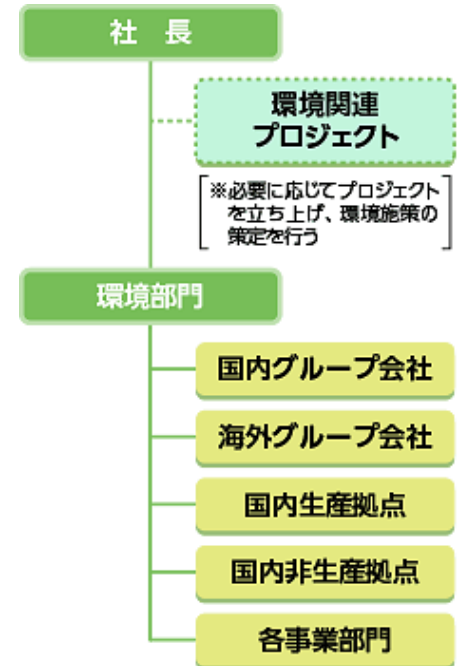 社　長
環境関連
プロジェクト
※必要に応じてプロジェクト
を立ち上げ、環境施策の
策定を行う
環境部門
国内グループ会社
海外グループ会社
国内生産拠点
国内非生産拠点
各事業部門